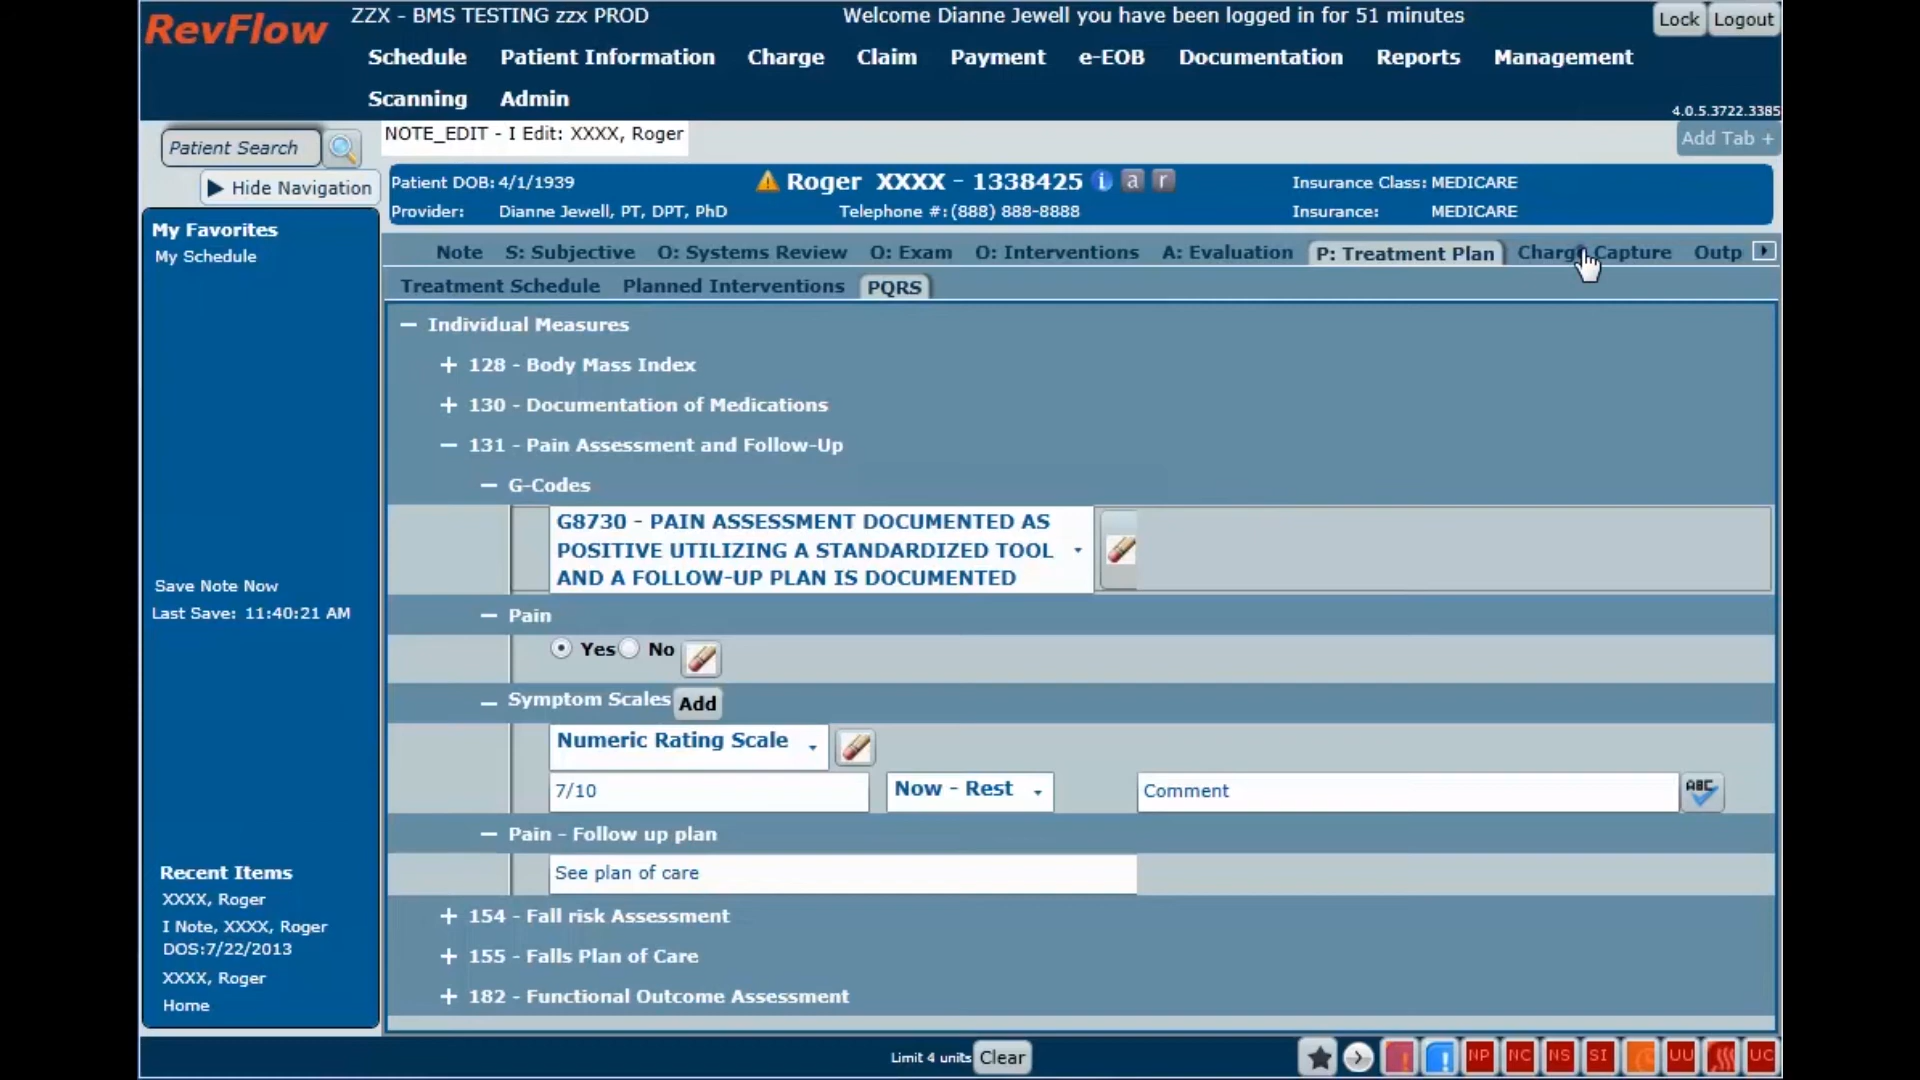 RevFlow
ZZX - BMS TESTING zzx PROD
Welcome Dianne Jewell you have been logged in for 51 minutes
Lock Logout
Schedule Patient Information Charge Claim Payment e-EOB Documentation Reports Management
Scanning Admin
4.0.5.3722.3385
Patient Search
NOTE_EDIT - I Edit: XXXX, Roger
Add Tab +
Hide Navigation
Patient DOB: 4/1/1939
Roger XXXX - 1338425 i a r
Insurance Class: MEDICARE
Provider: Dianne Jewell, PT, DPT, PhD
Telephone #: (888) 888-8888
Insurance: MEDICARE
My Favorites
My Schedule
Note S: Subjective O: Systems Review O: Exam O: Interventions A: Evaluation P: Treatment Plan Charge Capture Outp
Treatment Schedule Planned Interventions PQRS
Individual Measures
128 - Body Mass Index
130 - Documentation of Medications
131 - Pain Assessment and Follow-Up
G-Codes
G8730 - PAIN ASSESSMENT DOCUMENTED AS
POSITIVE UTILIZING A STANDARDIZED TOOL
AND A FOLLOW-UP PLAN IS DOCUMENTED
Save Note Now
Last Save: 11:40:21 AM
Pain
Yes No
Symptom Scales Add
Numeric Rating Scale
7/10 Now - Rest Comment ABC
Pain - Follow up plan
See plan of care
154 - Fall risk Assessment
155 - Falls Plan of Care
182 - Functional Outcome Assessment
Recent Items
XXXX, Roger
I Note, XXXX, Roger
DOS:7/22/2013
XXXX, Roger
Home
Limit 4 units Clear
NP NC NS SI UU UC